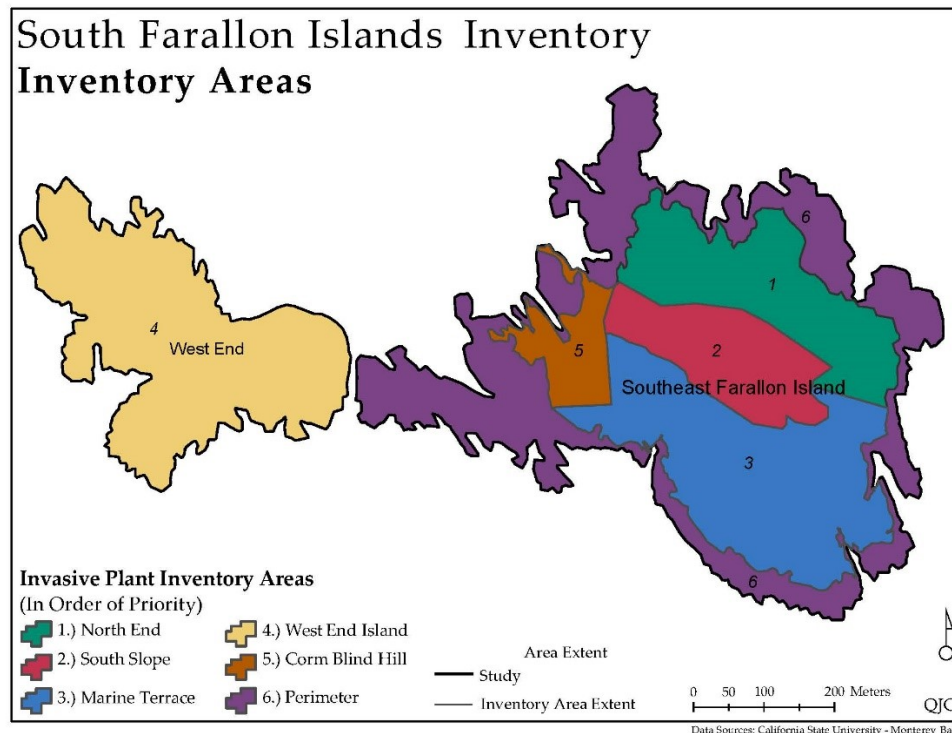 South Farallon Islands Inventory
Inventory Areas
6
1
4
West End
5
2
Southeast Farallon Island
3
6
Invasive Plant Inventory Areas
(In Order of Priority)
1.) North End
2.) South Slope
3.) Marine Terrace
4.) West End Island
5.) Corm Blind Hill
6.) Perimeter
Area Extent
Study
Inventory Area Extent
0 50 100 200 Meters
Data Sources: California State University - Monterey